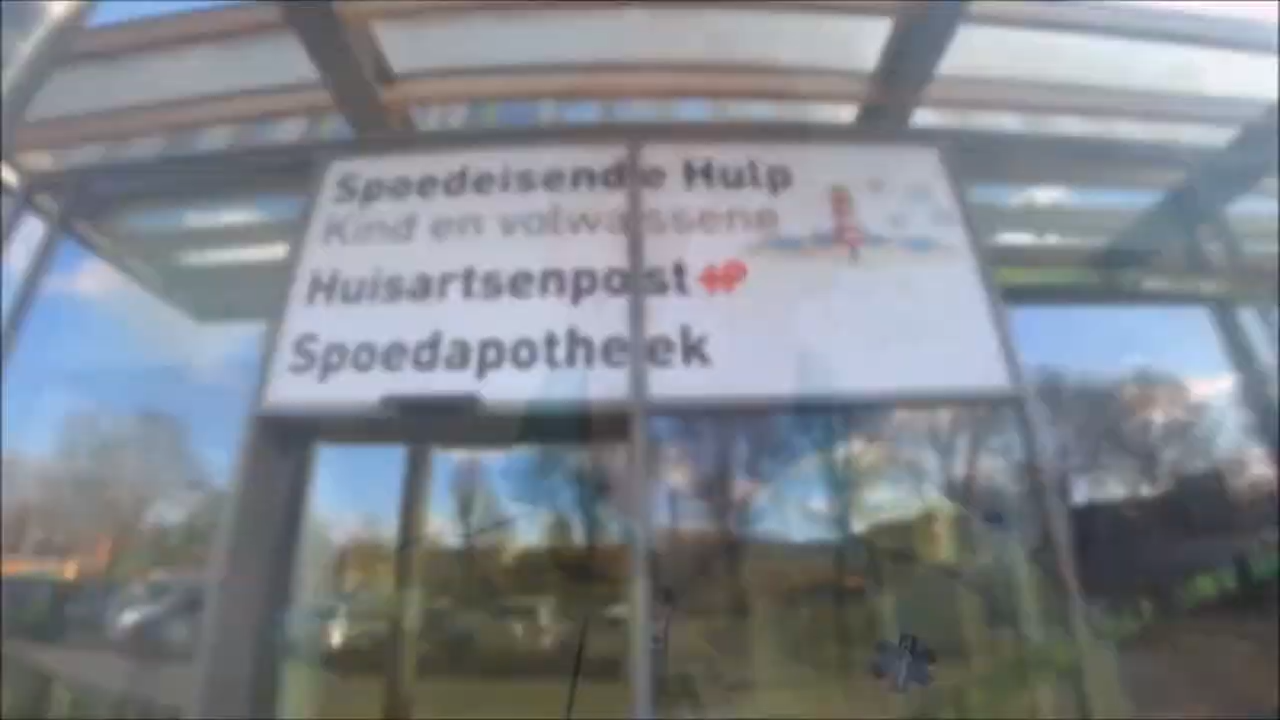 Spoedeisende Hulp
Kind en volwassene
Huisartsenpost
Spoedapotheek